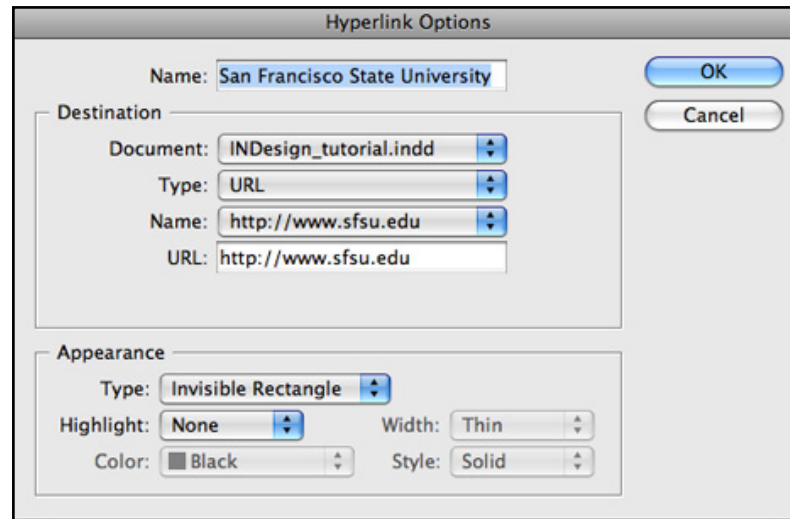 Hyperlink Options
Name: San Francisco State University
OK
Cancel
Destination
Document: INDesign_tutorial.indd
Type: URL
Name: http://www.sfsu.edu
URL: http://www.sfsu.edu
Appearance
Type: Invisible Rectangle
Highlight: None Width: Thin
Color: Black Style: Solid